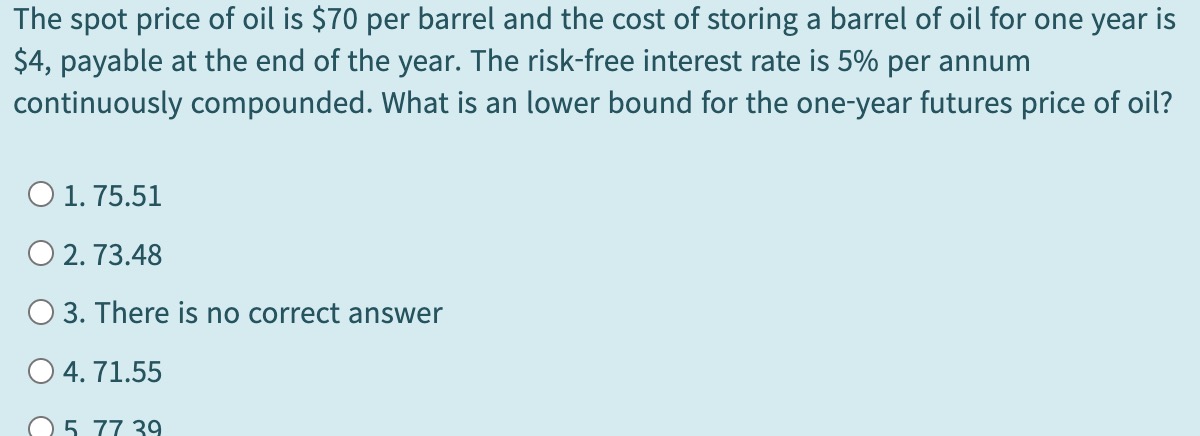 The spot price of oil is $70 per barrel and the cost of storing a barrel of oil for one year is
$4, payable at the end of the year. The risk-free interest rate is 5% per annum
continuously compounded. What is an lower bound for the one-year futures price of oil?
1. 75.51
2. 73.48
3. There is no correct answer
4. 71.55
5. 77.39